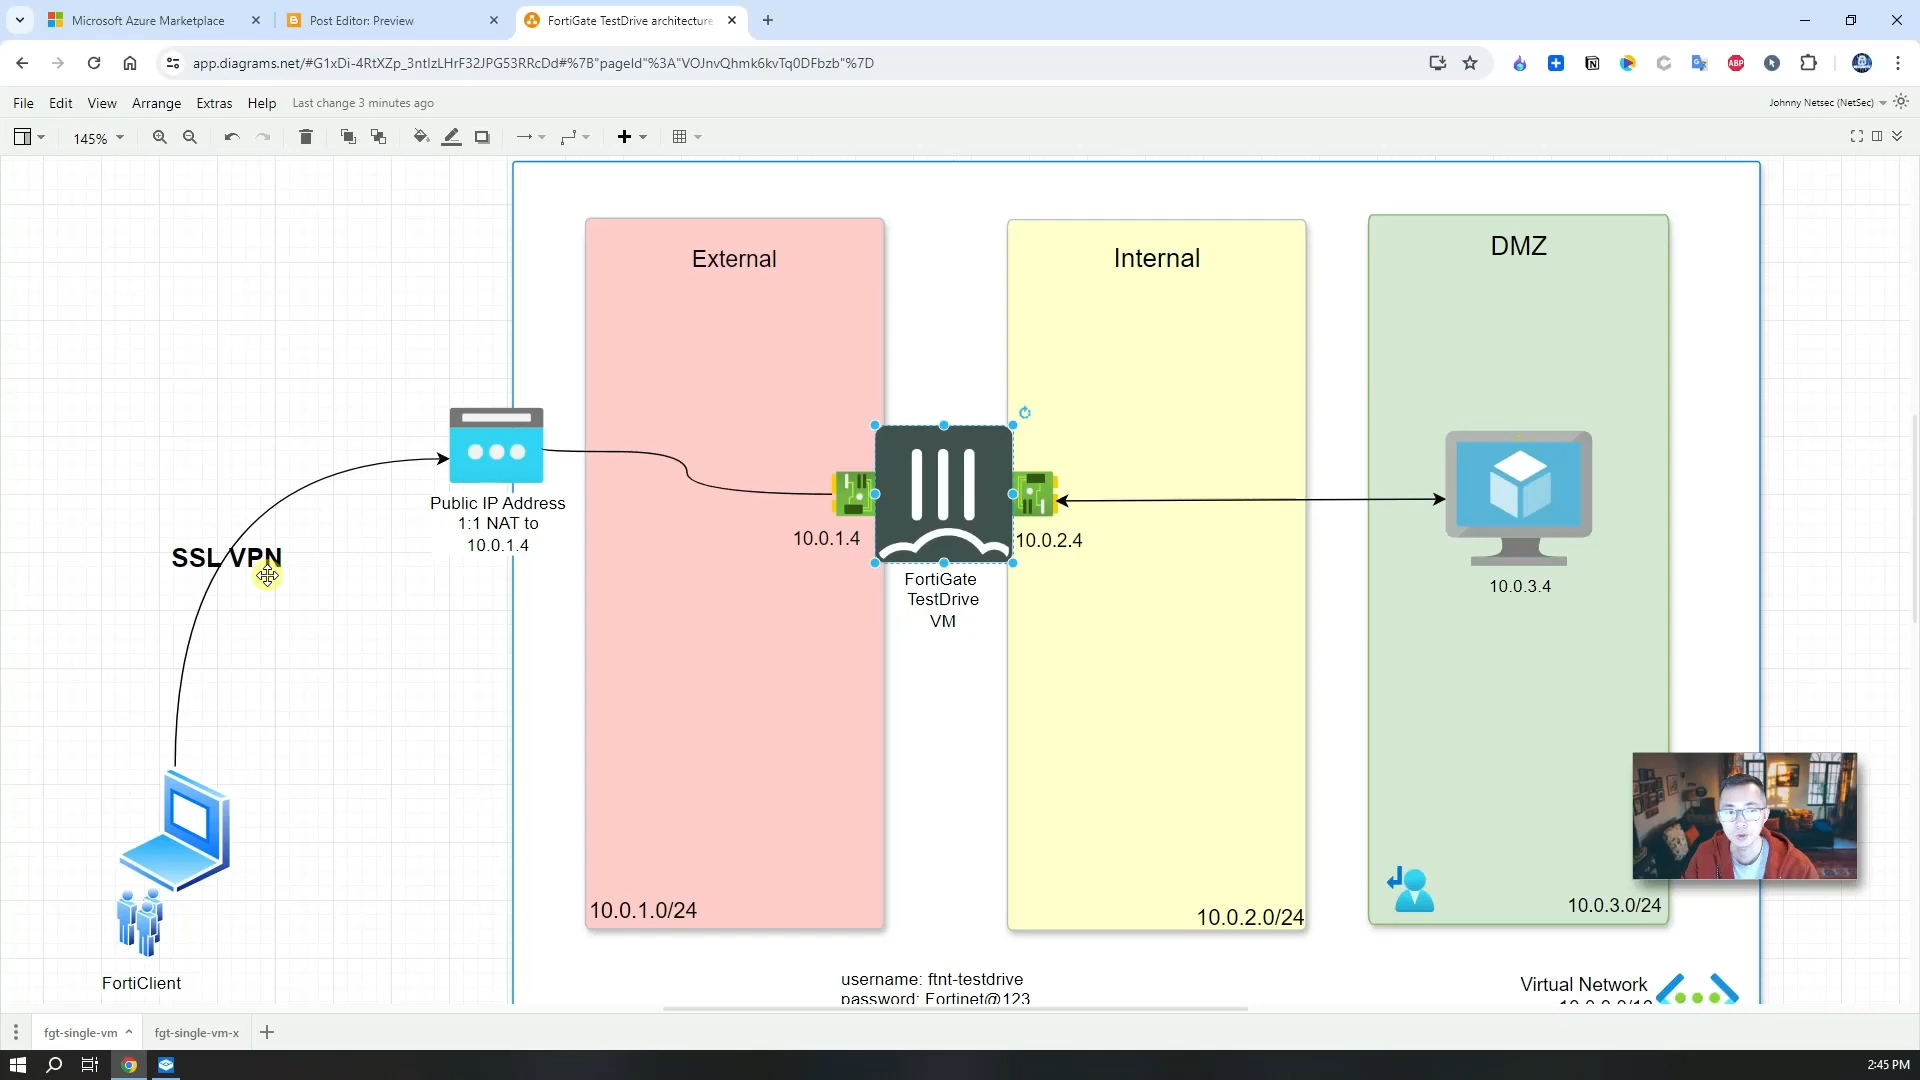 Microsoft Azure Marketplace
Post Editor: Preview
FortiGate TestDrive architecture
app.diagrams.net/#G1xDi-4RtXZp_3ntlzLHrF32JPG53RRcDd#%7B"pageId"%3A"VOJnvQhmk6kvTq0DFbzb"%7D
ABP
File Edit View Arrange Extras Help Last change 3 minutes ago
Johnny Netsec (NetSec)
145%
External
Internal
DMZ
Public IP Address
1:1 NAT to
10.0.1.4
SSL VPN
10.0.1.4
10.0.2.4
FortiGate
TestDrive
VM
10.0.3.4
10.0.1.0/24
10.0.2.0/24
10.0.3.0/24
FortiClient
username: ftnt-testdrive
password: Fortinet@123
Virtual Network
fgt-single-vm
fgt-single-vm-x
2:45 PM